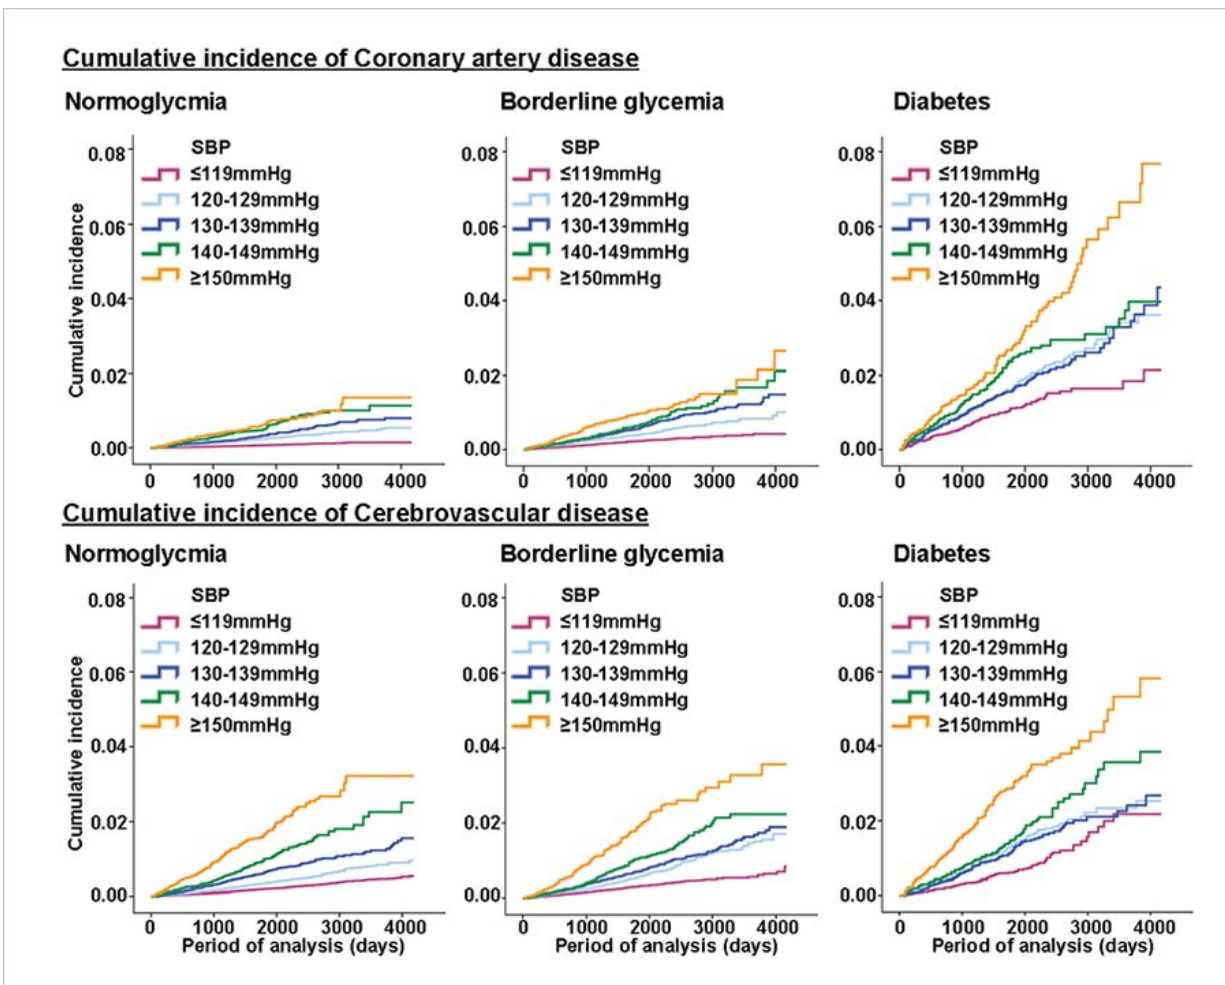 Cumulative incidence of Coronary artery disease
Normoglycmia
Borderline glycemia
Diabetes
Cumulative incidence
0.08
0.06
0.04
0.02
0.00
SBP
≤119mmHg
120-129mmHg
130-139mmHg
140-149mmHg
≥150mmHg
0 1000 2000 3000 4000
0.08
0.06
0.04
0.02
0.00
SBP
≤119mmHg
120-129mmHg
130-139mmHg
140-149mmHg
≥150mmHg
0 1000 2000 3000 4000
0.08
0.06
0.04
0.02
0.00
SBP
≤119mmHg
120-129mmHg
130-139mmHg
140-149mmHg
≥150mmHg
0 1000 2000 3000 4000
Cumulative incidence of Cerebrovascular disease
Normoglycmia
Borderline glycemia
Diabetes
Cumulative incidence
0.08
0.06
0.04
0.02
0.00
SBP
≤119mmHg
120-129mmHg
130-139mmHg
140-149mmHg
≥150mmHg
0 1000 2000 3000 4000
Period of analysis (days)
0.08
0.06
0.04
0.02
0.00
SBP
≤119mmHg
120-129mmHg
130-139mmHg
140-149mmHg
≥150mmHg
0 1000 2000 3000 4000
Period of analysis (days)
0.08
0.06
0.04
0.02
0.00
SBP
≤119mmHg
120-129mmHg
130-139mmHg
140-149mmHg
≥150mmHg
0 1000 2000 3000 4000
Period of analysis (days)